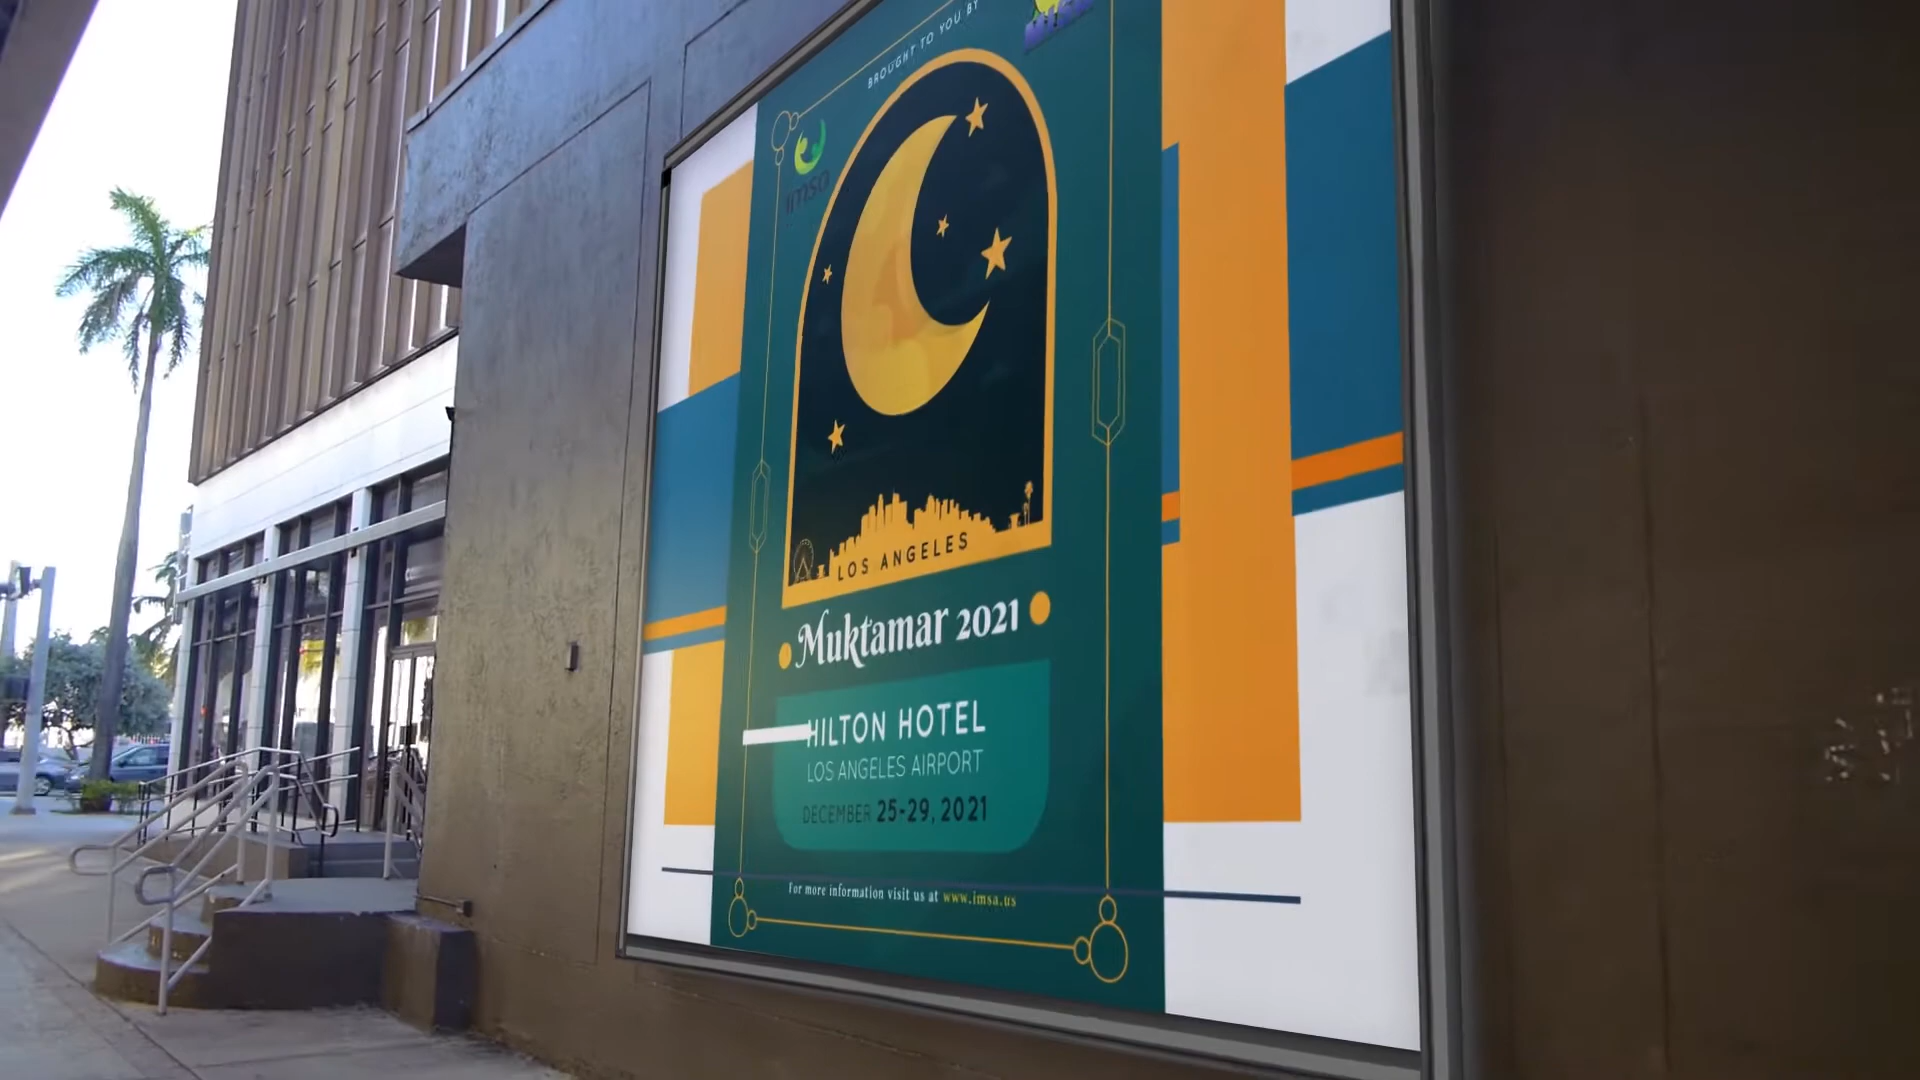 BROUGHT TO YOU BY
imsa
LOS ANGELES
Muktamar 2021
HILTON HOTEL
LOS ANGELES AIRPORT
DECEMBER 25-29, 2021
For more information visit us at www.imsa.us